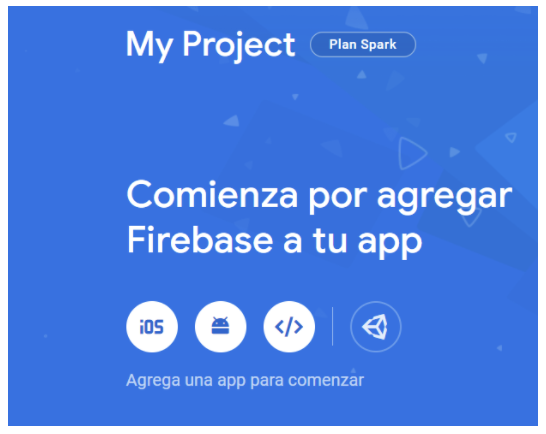 My Project Plan Spark
Comienza por agregar
Firebase a tu app
iOS </>
Agrega una app para comenzar